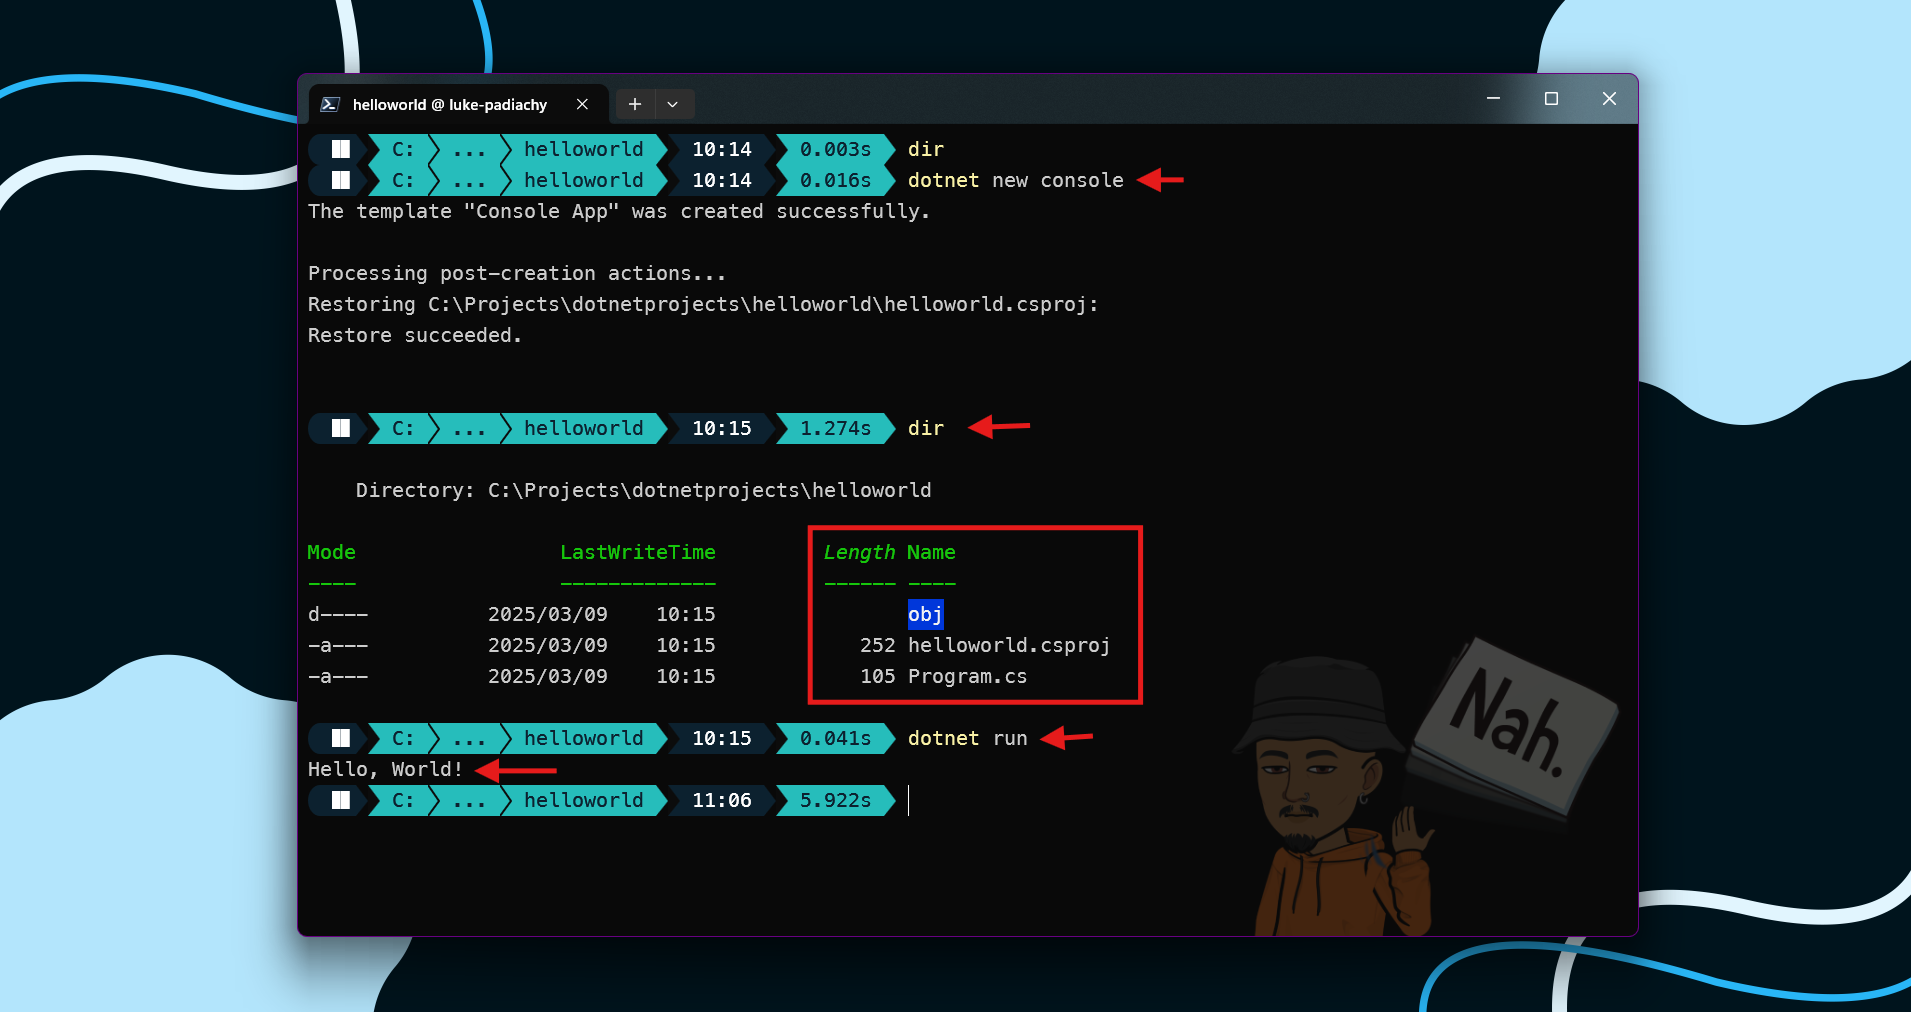 helloworld @ luke-padiachy
C: ... helloworld 10:14 0.003s dir
C: ... helloworld 10:14 0.016s dotnet new console
The template "Console App" was created successfully.
Processing post-creation actions...
Restoring C:\Projects\dotnetprojects\helloworld\helloworld.csproj:
Restore succeeded.
C: ... helloworld 10:15 1.274s dir
Directory: C:\Projects\dotnetprojects\helloworld
Mode LastWriteTime Length Name
---- ------------- ------ ----
d---- 2025/03/09 10:15 obj
-a--- 2025/03/09 10:15 252 helloworld.csproj
-a--- 2025/03/09 10:15 105 Program.cs
C: ... helloworld 10:15 0.041s dotnet run
Hello, World!
C: ... helloworld 11:06 5.922s
Nah.